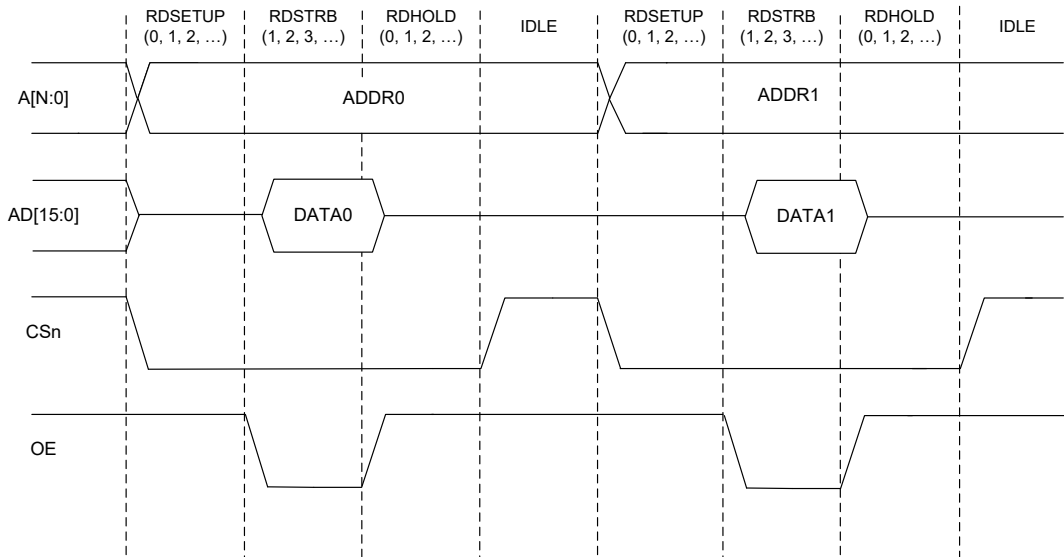 RDSETUP RDSTRB RDHOLD IDLE RDSETUP RDSTRB RDHOLD IDLE
(0, 1, 2, …) (1, 2, 3, …) (0, 1, 2, …) (0, 1, 2, …) (1, 2, 3, …) (0, 1, 2, …)
A[N:0] ADDR0 ADDR1
AD[15:0] DATA0 DATA1
CSn
OE